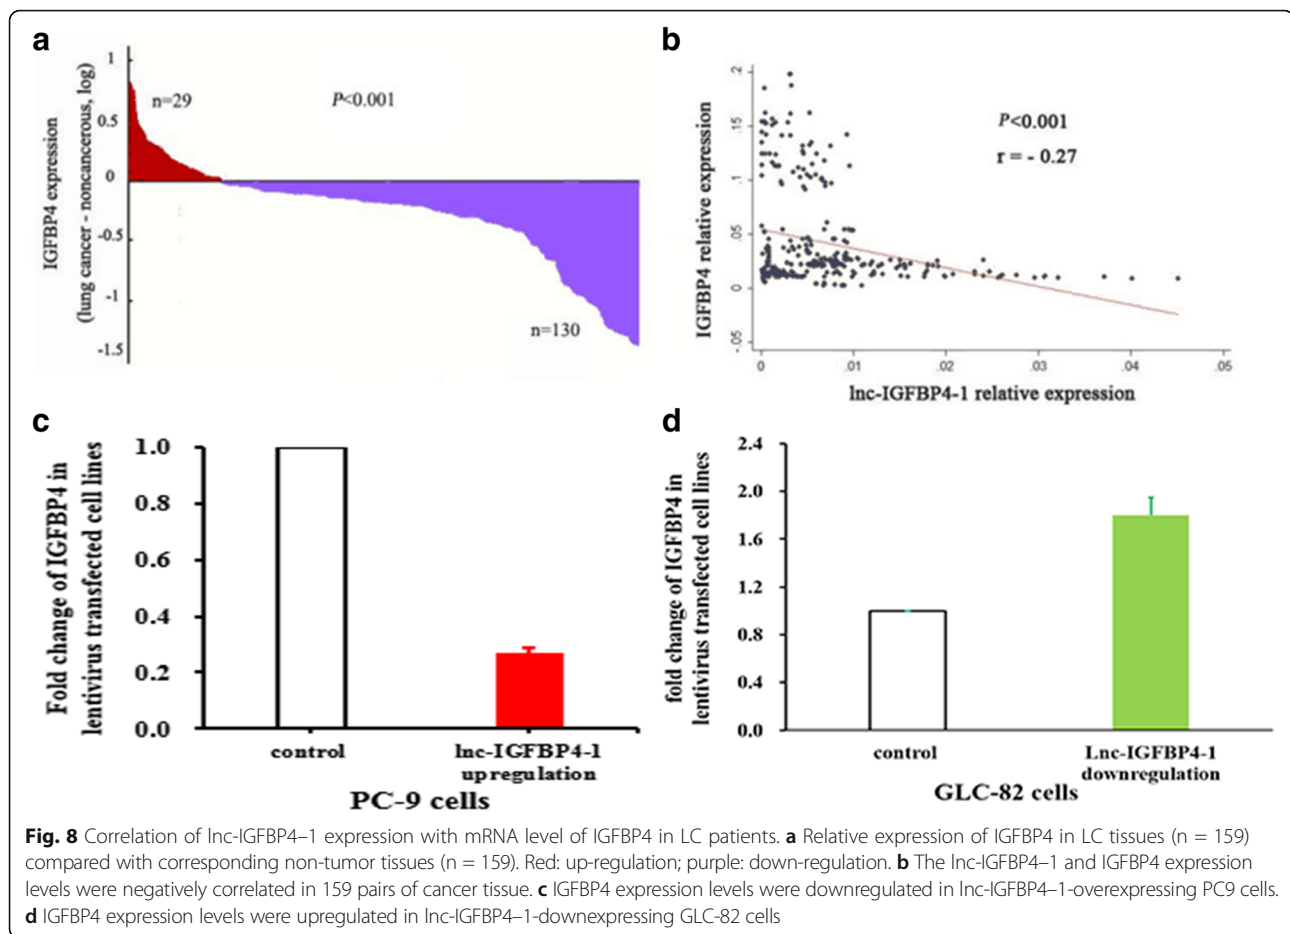 a
IGFBP4 expression
(lung cancer - noncancerous, log)
1
0.5
0
-0.5
-1
-1.5
n=29
P<0.001
n=130
b
IGFBP4 relative expression
.2
.15
.1
.05
0
-.05
P<0.001
r = - 0.27
0
.01
.02
.03
.04
.05
lnc-IGFBP4-1 relative expression
c
Fold change of IGFBP4 in
lentivirus transfected cell lines
1.0
0.8
0.6
0.4
0.2
0.0
control
lnc-IGFBP4-1
upregulation
PC-9 cells
d
fold change of IGFBP4 in
lentivirus transfected cell lines
2.4
2.0
1.6
1.2
0.8
0.4
0.0
control
Lnc-IGFBP4-1
downregulation
GLC-82 cells
Fig. 8 Correlation of lnc-IGFBP4–1 expression with mRNA level of IGFBP4 in LC patients. a Relative expression of IGFBP4 in LC tissues (n = 159)
compared with corresponding non-tumor tissues (n = 159). Red: up-regulation; purple: down-regulation. b The lnc-IGFBP4–1 and IGFBP4 expression
levels were negatively correlated in 159 pairs of cancer tissue. c IGFBP4 expression levels were downregulated in lnc-IGFBP4–1-overexpressing PC9 cells.
d IGFBP4 expression levels were upregulated in lnc-IGFBP4–1-downexpressing GLC-82 cells